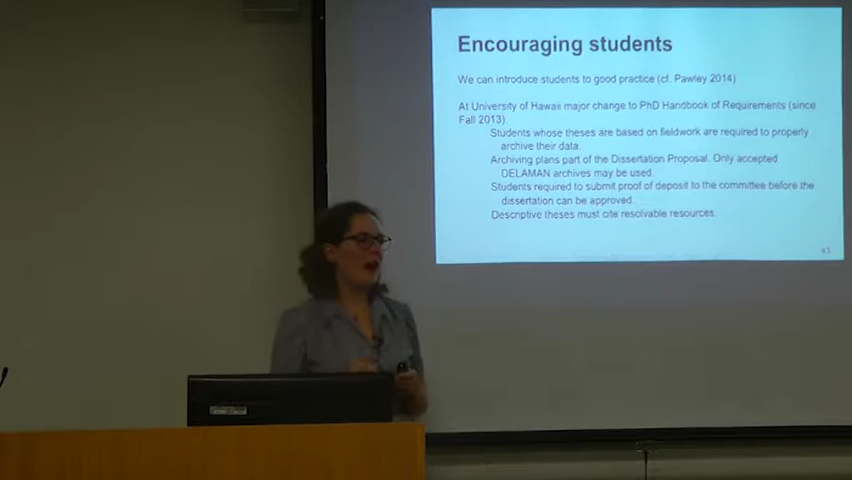 Encouraging students
We can introduce students to good practice (cf. Pawley 2014)
At University of Hawaii major change to PhD Handbook of Requirements (since
Fall 2013):
Students whose theses are based on fieldwork are required to properly
archive their data.
Archiving plans part of the Dissertation Proposal. Only accepted
DELAMAN archives may be used.
Students required to submit proof of deposit to the committee before the
dissertation can be approved.
Descriptive theses must cite resolvable resources.
43